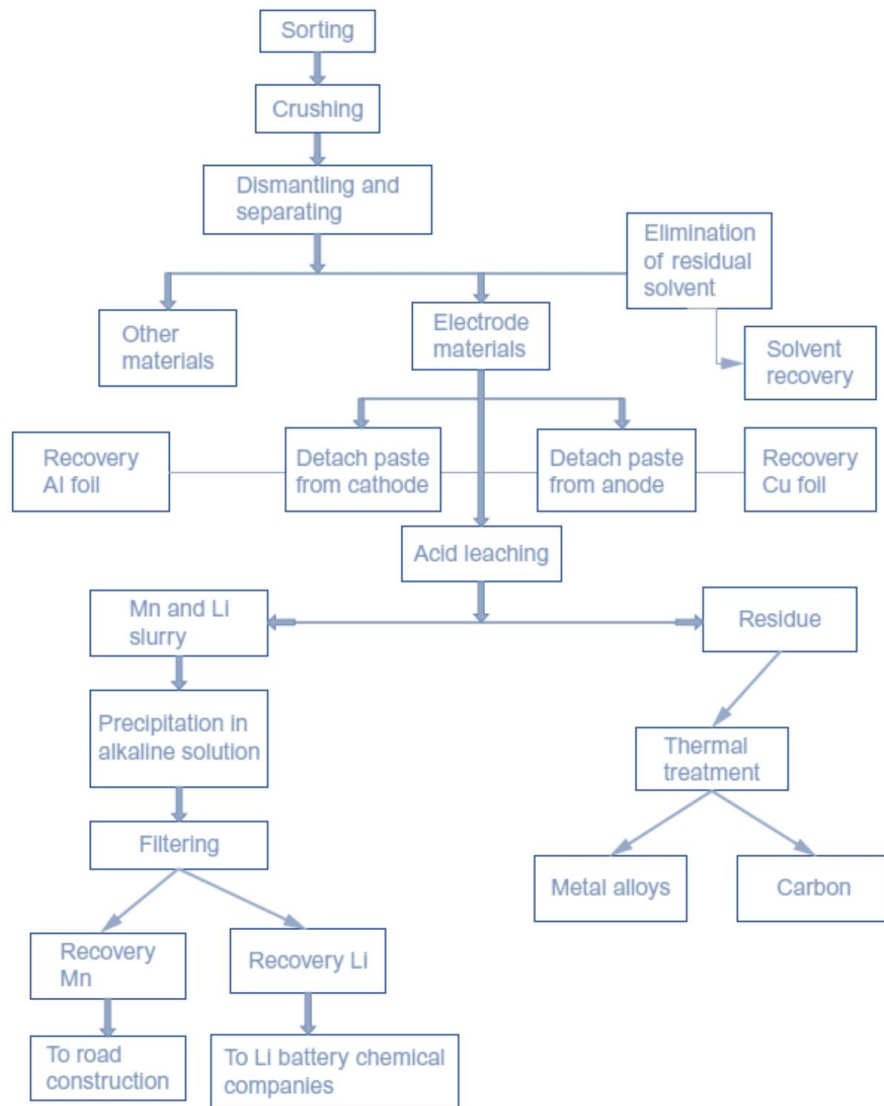 Sorting
Crushing
Dismantling and
separating
Elimination
of residual
solvent
Other
materials
Electrode
materials
Solvent
recovery
Recovery
Al foil
Detach paste
from cathode
Detach paste
from anode
Recovery
Cu foil
Acid leaching
Mn and Li
slurry
Residue
Precipitation in
alkaline solution
Thermal
treatment
Filtering
Metal alloys
Carbon
Recovery
Mn
Recovery Li
To road
construction
To Li battery chemical
companies